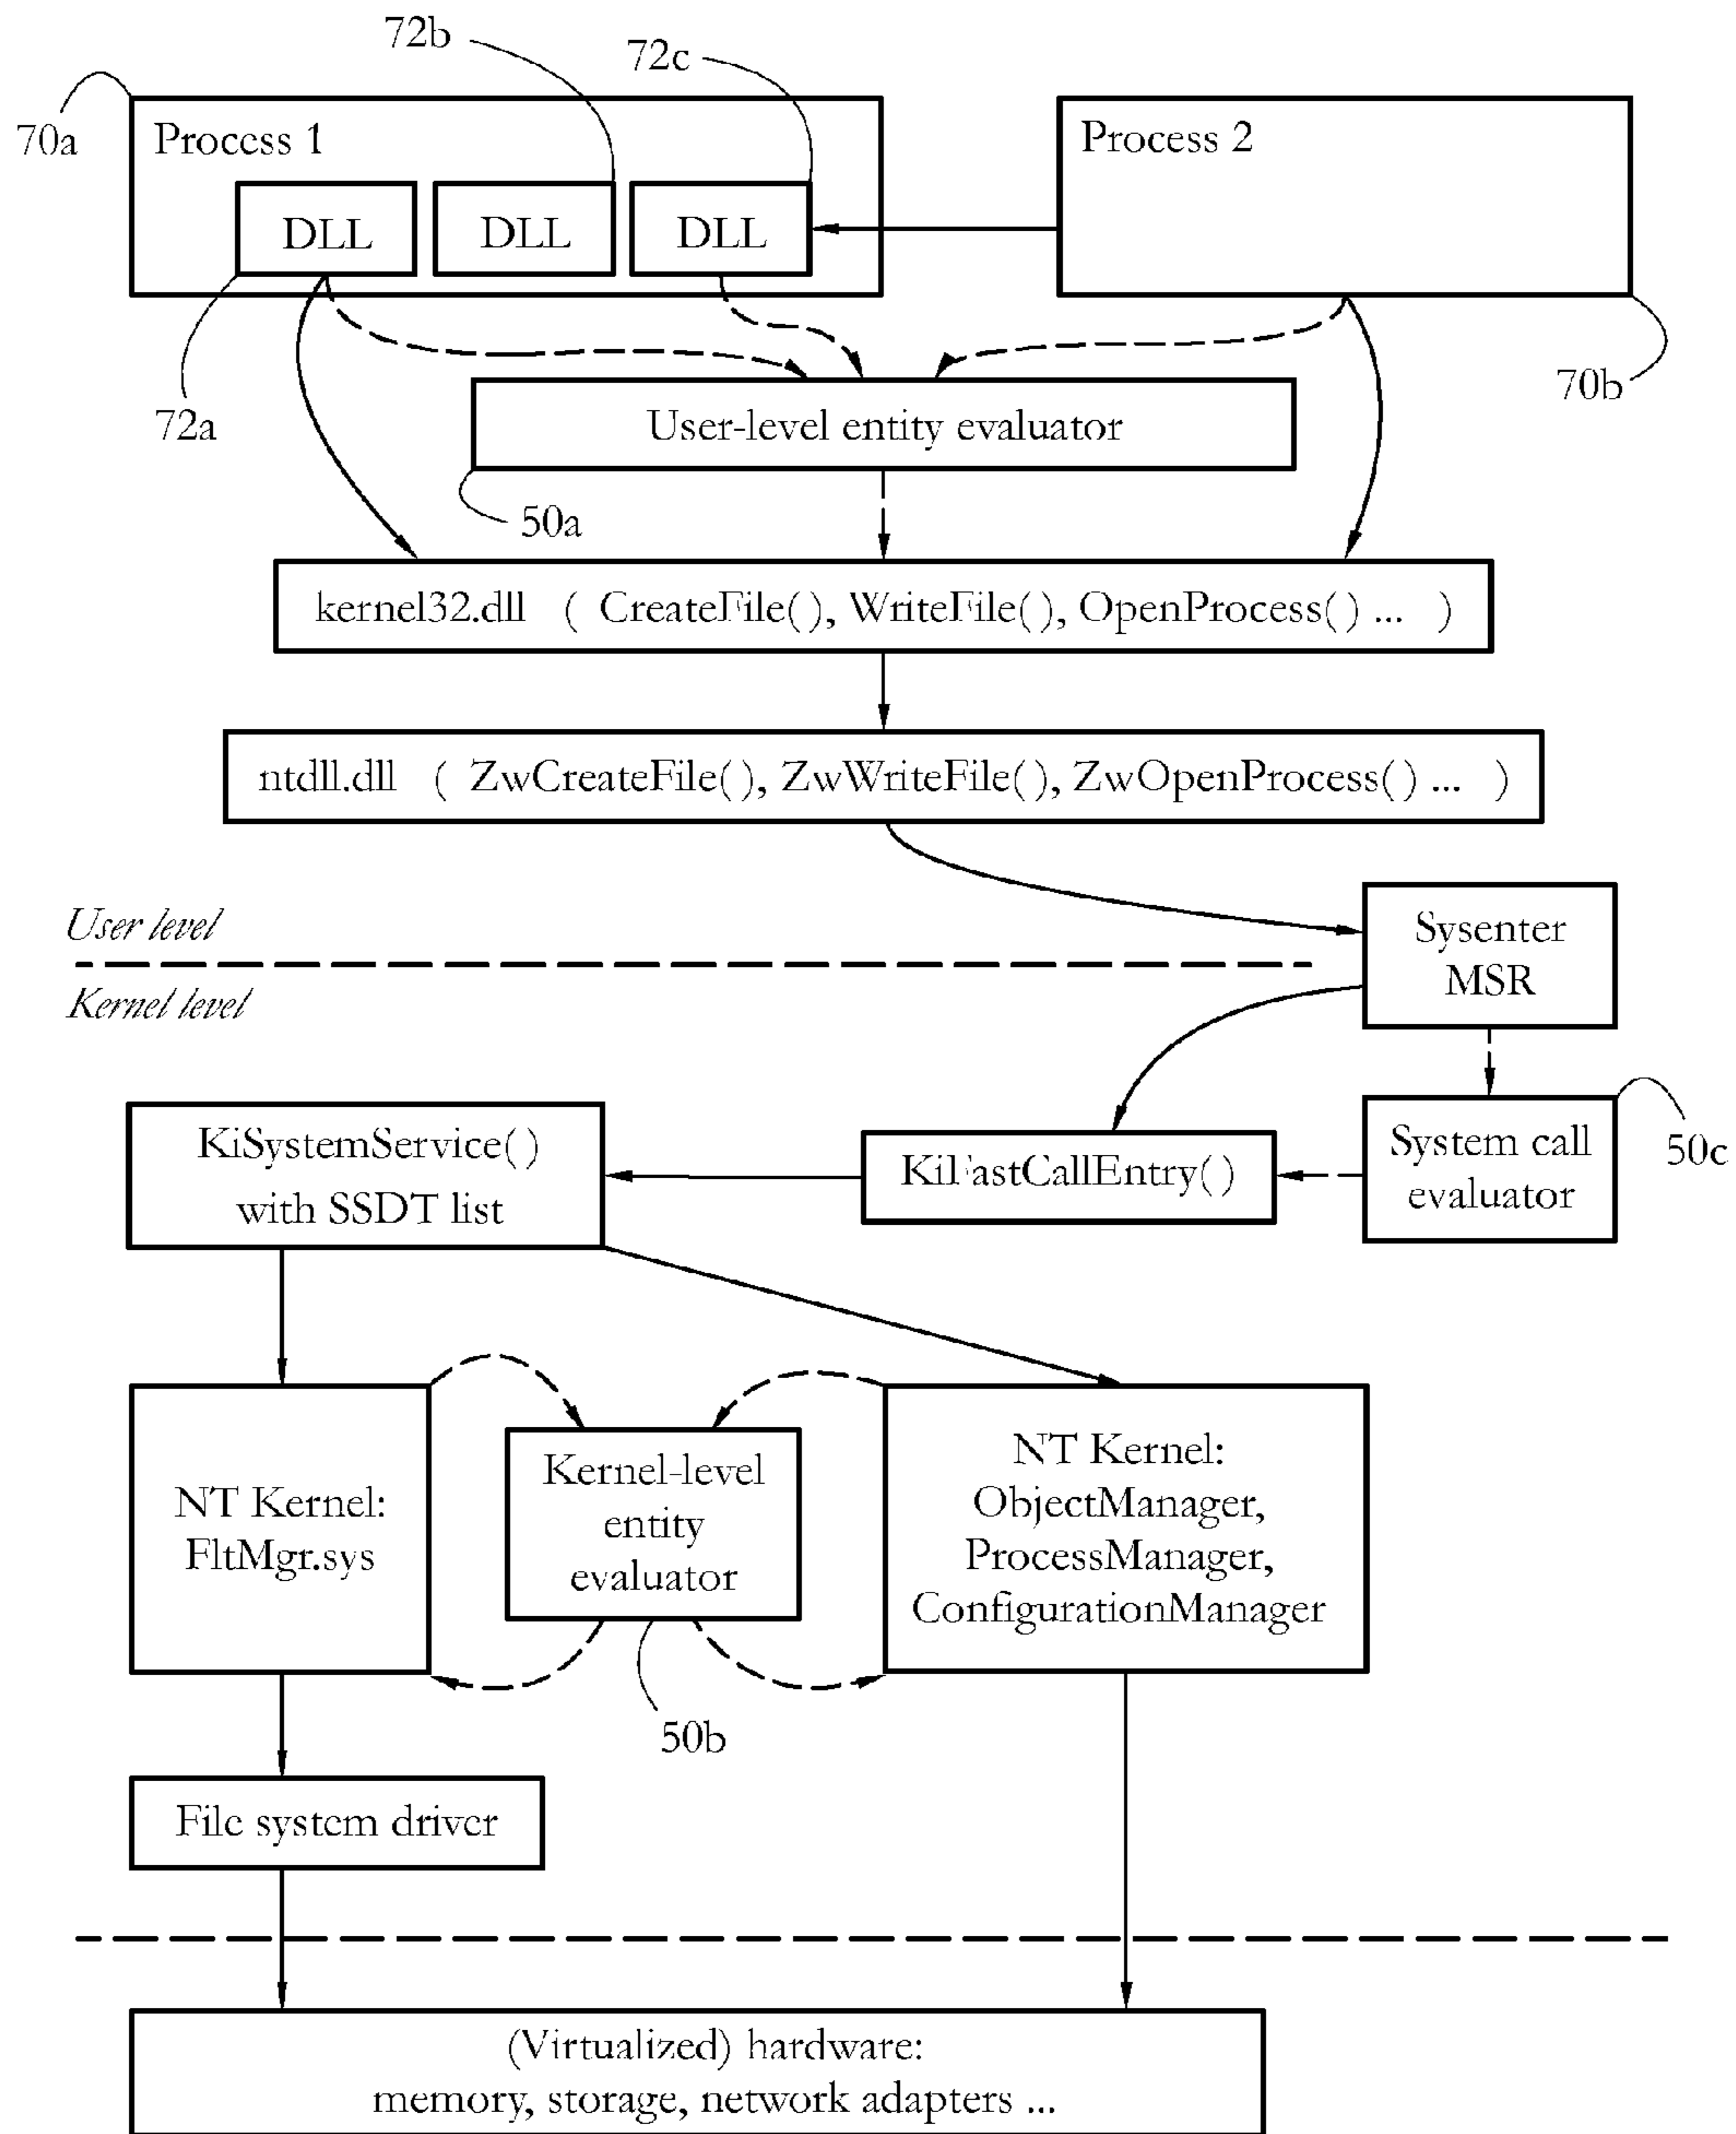 72b
72c
70a
Process 1
Process 2
DLL
DLL
DLL
72a
70b
User-level entity evaluator
50a
kernel32.dll ( CreateFile(), WriteFile(), OpenProcess() ... )
ntdll.dll ( ZwCreateFile(), ZwWriteFile(), ZwOpenProcess() ... )
User level
Kernel level
Sysenter
MSR
KiSystemService()
with SSDT list
KiFastCallEntry()
System call
evaluator
50c
NT Kernel:
FltMgr.sys
Kernel-level
entity
evaluator
NT Kernel:
ObjectManager,
ProcessManager,
ConfigurationManager
50b
File system driver
(Virtualized) hardware:
memory, storage, network adapters ...